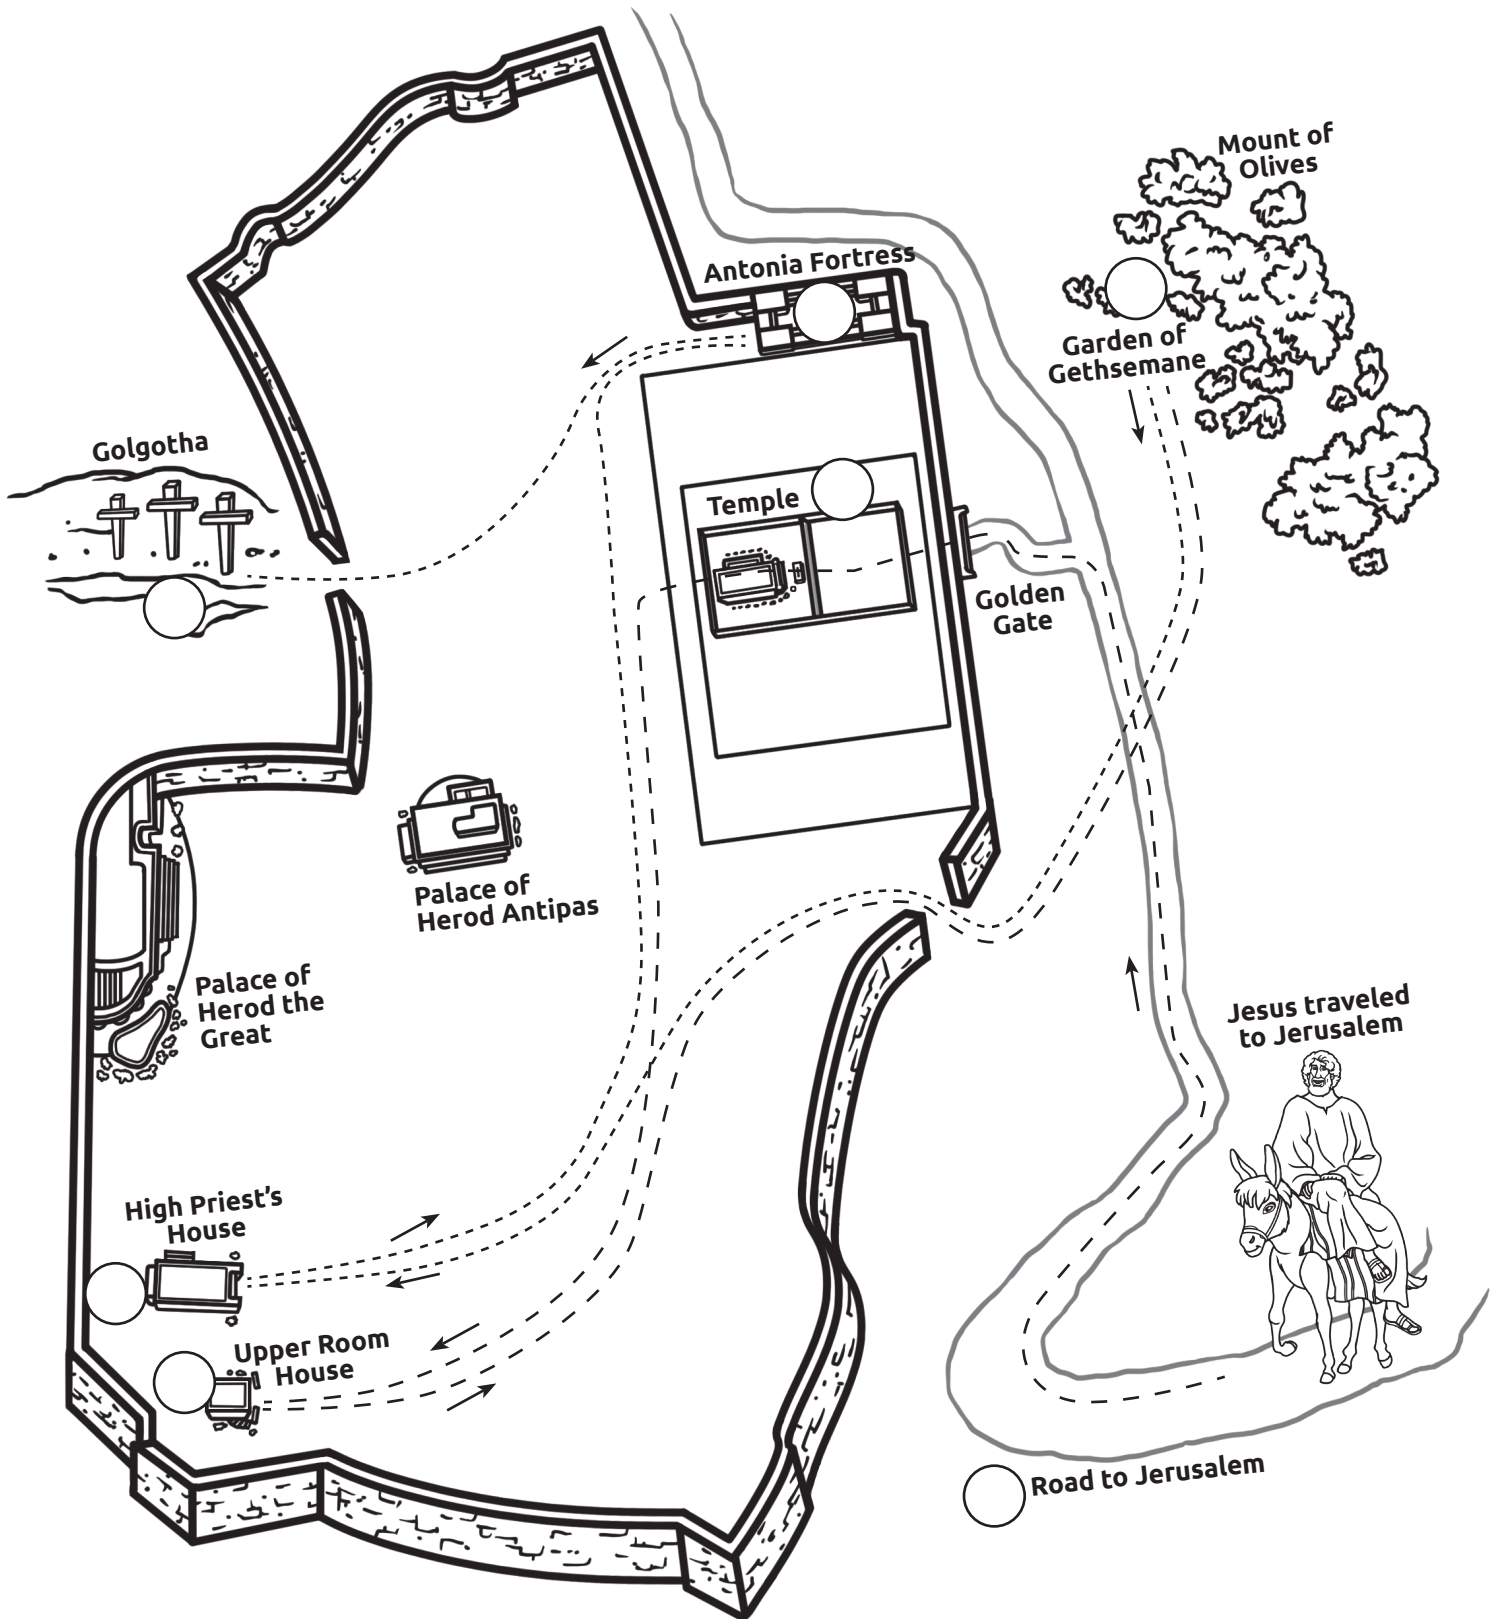 Mount of
Olives
Antonia Fortress
Garden of
Gethsemane
Golgotha
Temple
Golden
Gate
Palace of
Herod Antipas
Palace of
Herod the
Great
Jesus traveled
to Jerusalem
High Priest's
House
Upper Room
House
Road to Jerusalem